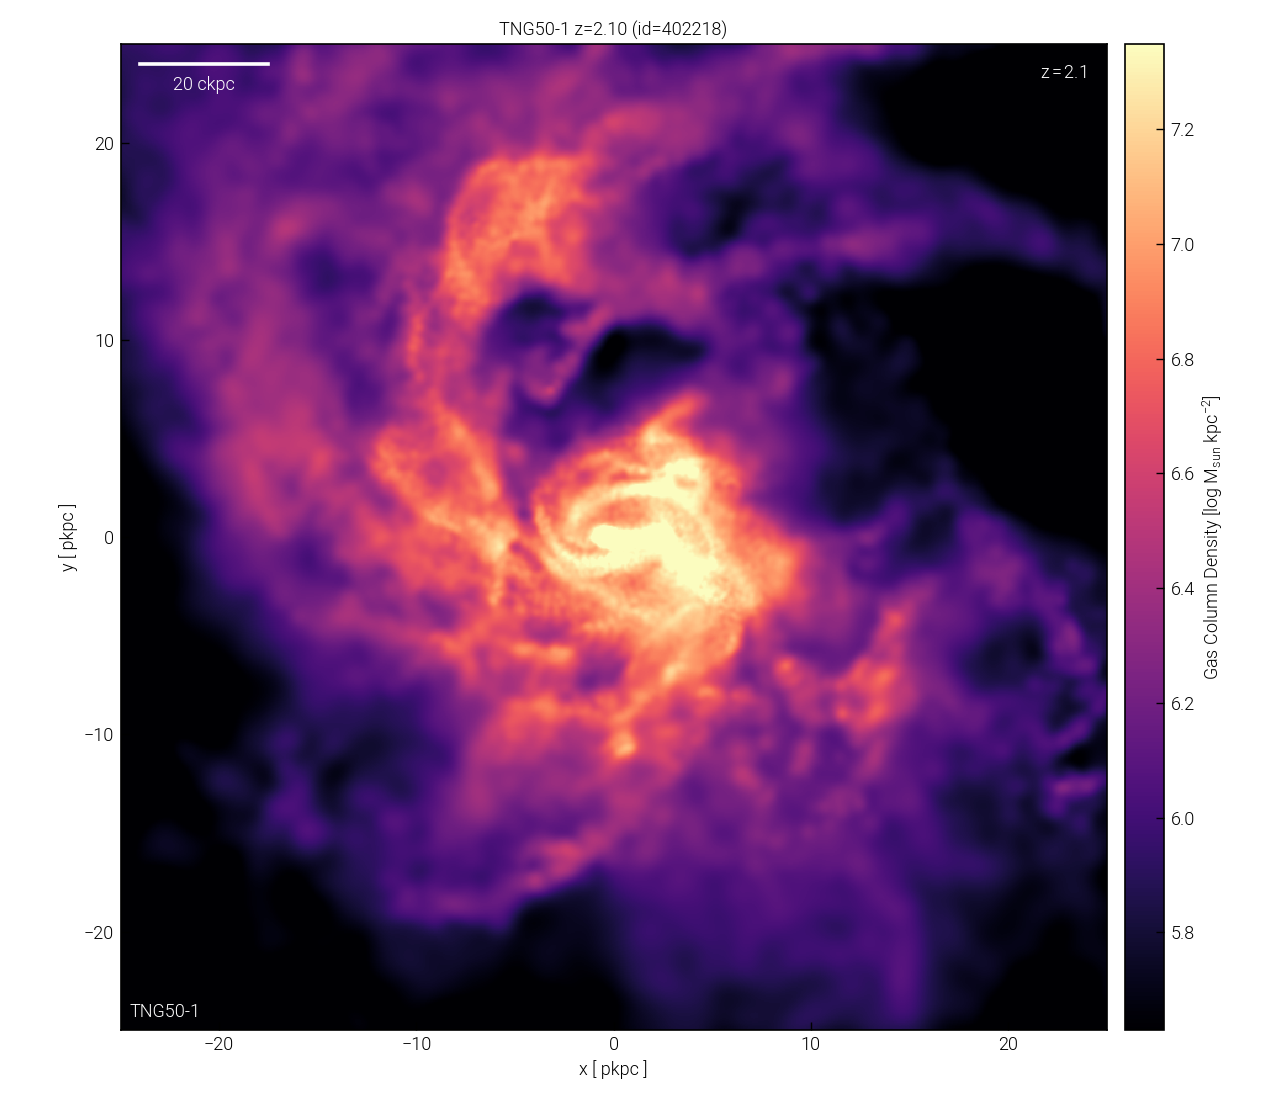 TNG50-1 z=2.10 (id=402218)
20 ckpc
z=2.1
TNG50-1
y [ pkpc ]
20
10
0
−10
−20
−20
−10
0
10
20
x [ pkpc ]
7.2
7.0
6.8
6.6
6.4
6.2
6.0
5.8
Gas Column Density [log M_sun kpc^−2]